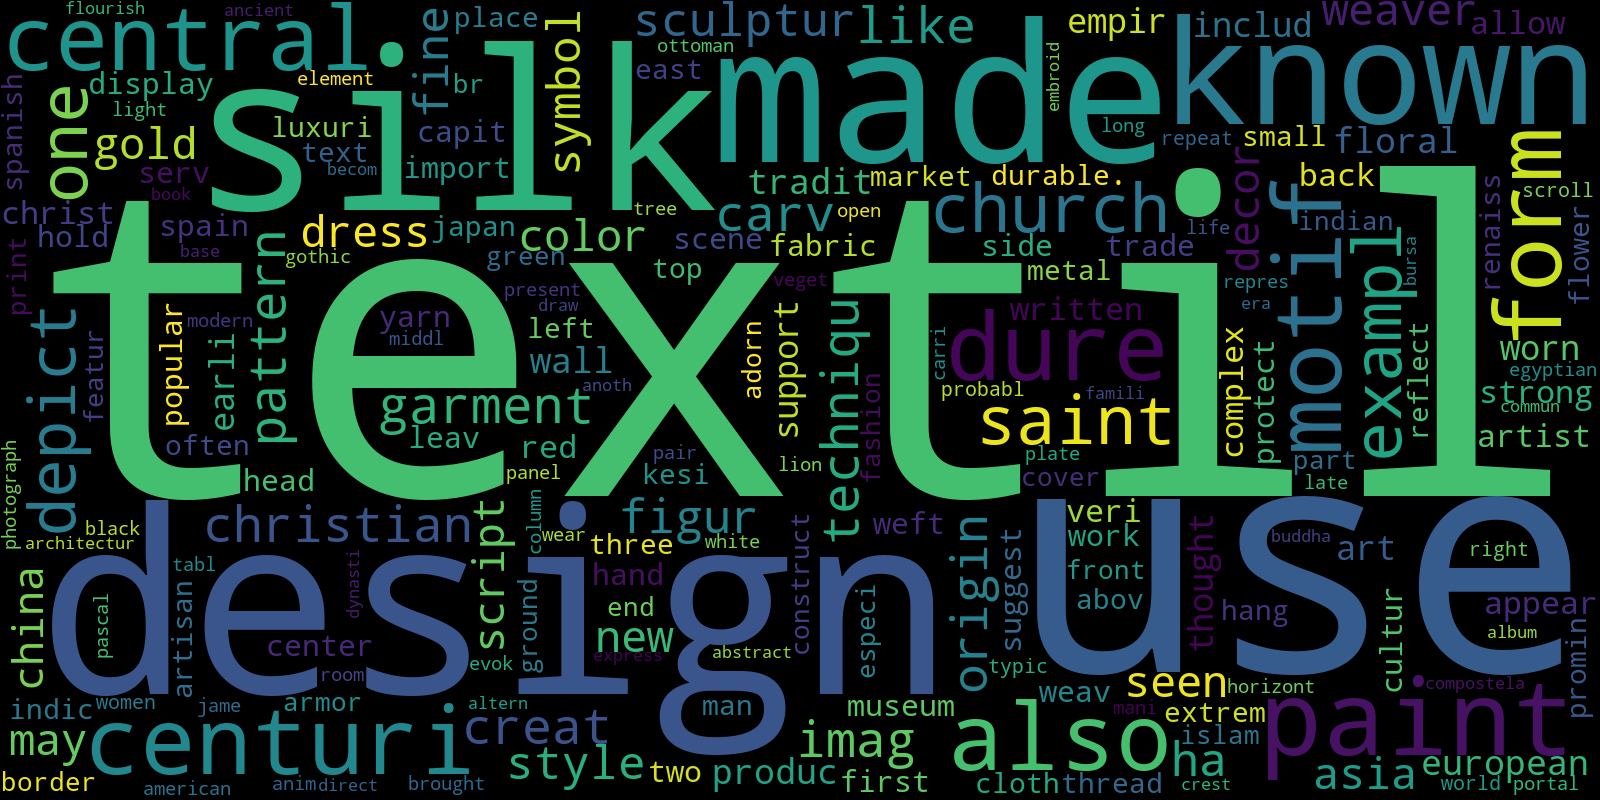 flourish ancient
central fine place sculptur like empir includ weaver allow
display element br symbol ottoman east known
silk made
spanish one light luxuri capit embroid long repeat small floral
gold text becom import
serv book tradit market durable. decor motif back renaiss scroll form
christ spain dress japan color tree carv open church fabric side trade life indian flower
hold base gothic green scene top metal repres era exampl bursa
print pattern present draw veget written
textil
depict popular modern yarn middl left wall anoth adorn support techniqu carri dure complex protect reflect worn egyptian
featur earli garment leav red pair kesi fashion probabl famili saint strong commun
often head panel lion plate cover part late artist
photograph black architectur christian script column figur wear three white weft veri work origin suggest thought buddha art right
design use
china tabl artisan dynasti ground hand construct front abov
pascal center room end new evok express abstract especi typic hang cultur appear album
indic women jame armor altern man museum weav mani seen horizont compostela promin
may centuri creat style imag also extrem islam paint
border american anim direct brought two produc first cloth thread ha crest asia european world portal